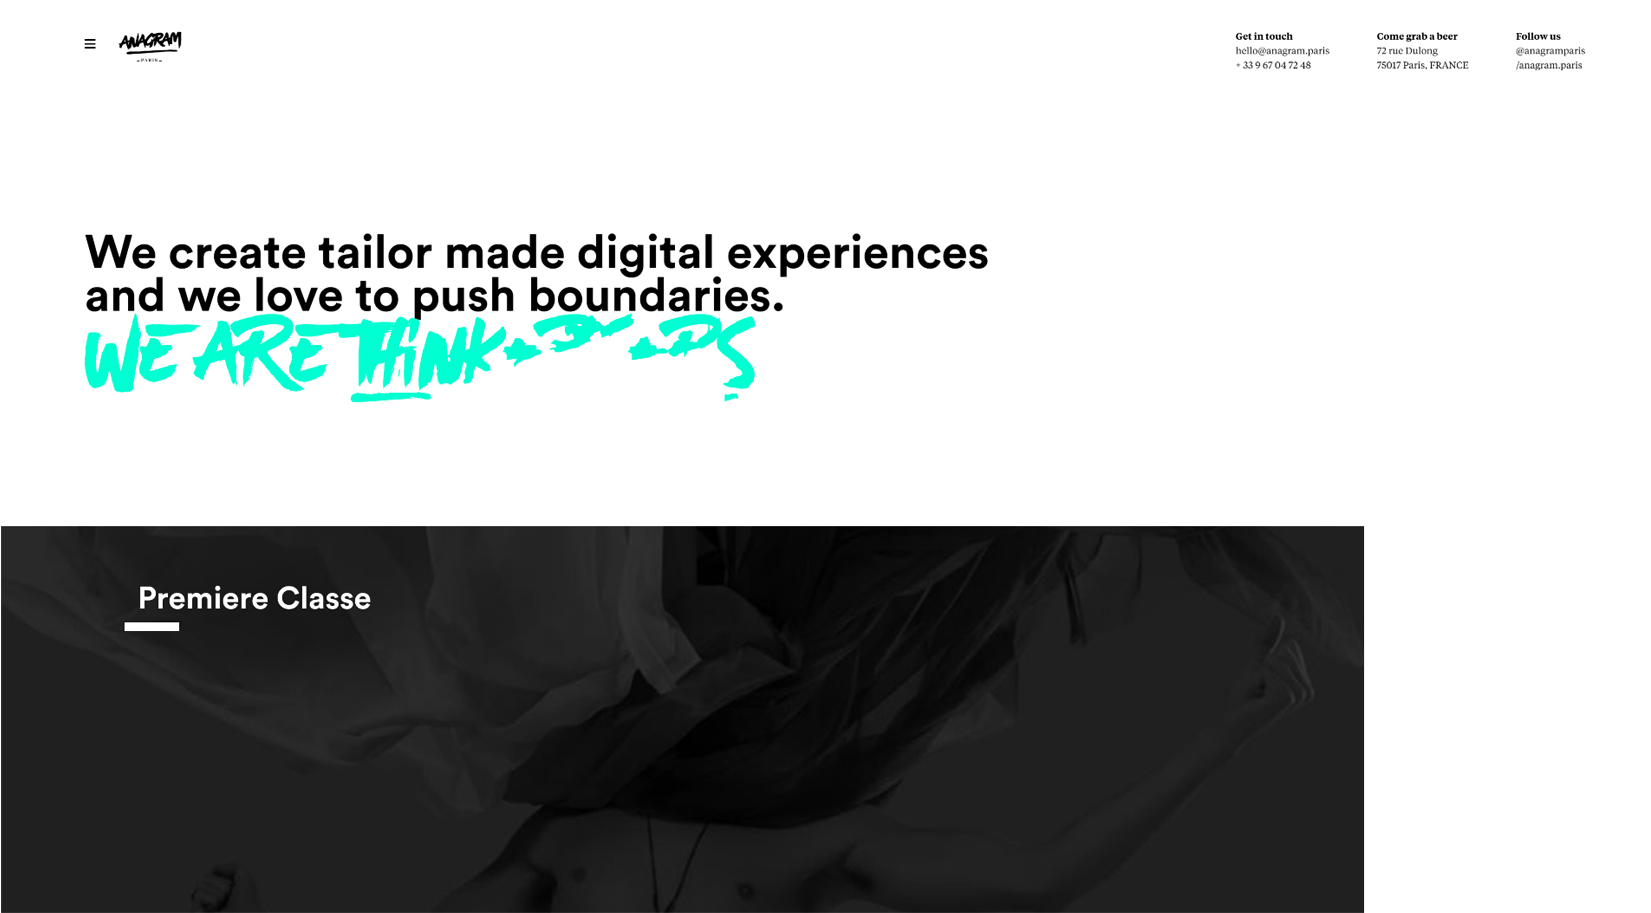 ANAGRAM
PARIS
Get in touch
hello@anagram.paris
+ 33 9 67 04 72 48
Come grab a beer
72 rue Dulong
75017 Paris, FRANCE
Follow us
@anagramparis
/anagram.paris
We create tailor made digital experiences
and we love to push boundaries.
WE ARE THiNK
Premiere Classe